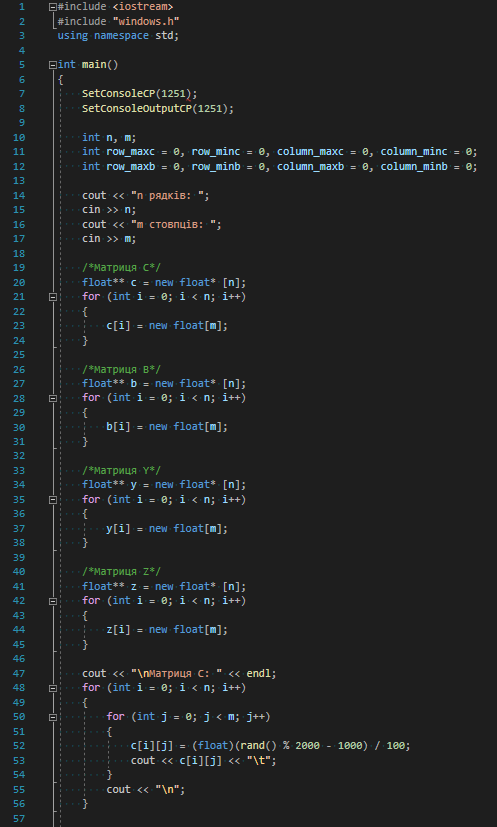 1 #include <iostream>
2 #include "windows.h"
3 using namespace std;
4
5 int main()
6 {
7 SetConsoleCP(1251);
8 SetConsoleOutputCP(1251);
9
10 int n, m;
11 int row_maxc = 0, row_minc = 0, column_maxc = 0, column_minc = 0;
12 int row_maxb = 0, row_minb = 0, column_maxb = 0, column_minb = 0;
13
14 cout << "n рядків: ";
15 cin >> n;
16 cout << "m стовпців: ";
17 cin >> m;
18
19 /*Матриця C*/
20 float** c = new float* [n];
21 for (int i = 0; i < n; i++)
22 {
23 c[i] = new float[m];
24 }
25
26 /*Матриця B*/
27 float** b = new float* [n];
28 for (int i = 0; i < n; i++)
29 {
30 b[i] = new float[m];
31 }
32
33 /*Матриця Y*/
34 float** y = new float* [n];
35 for (int i = 0; i < n; i++)
36 {
37 y[i] = new float[m];
38 }
39
40 /*Матриця Z*/
41 float** z = new float* [n];
42 for (int i = 0; i < n; i++)
43 {
44 z[i] = new float[m];
45 }
46
47 cout << "\nМатриця C: " << endl;
48 for (int i = 0; i < n; i++)
49 {
50 for (int j = 0; j < m; j++)
51 {
52 c[i][j] = (float)(rand() % 2000 - 1000) / 100;
53 cout << c[i][j] << "\t";
54 }
55 cout << "\n";
56 }
57